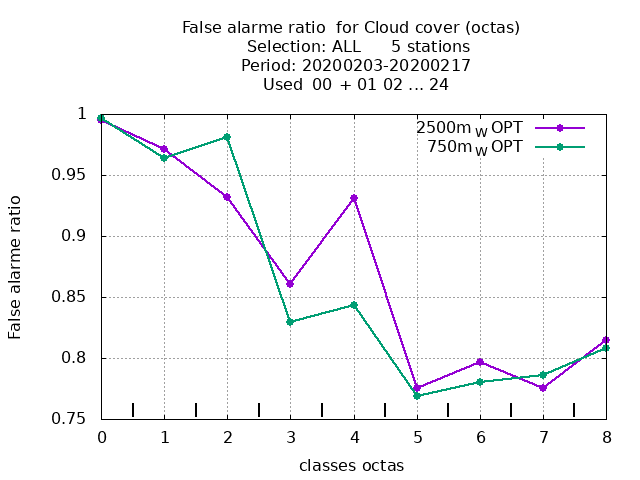 False alarme ratio for Cloud cover (octas)
Selection: ALL 5 stations
Period: 20200203-20200217
Used 00 + 01 02 ... 24
1
0.95
0.9
0.85
0.8
0.75
False alarme ratio
2500m W OPT
750m W OPT
0 1 2 3 4 5 6 7 8
classes octas